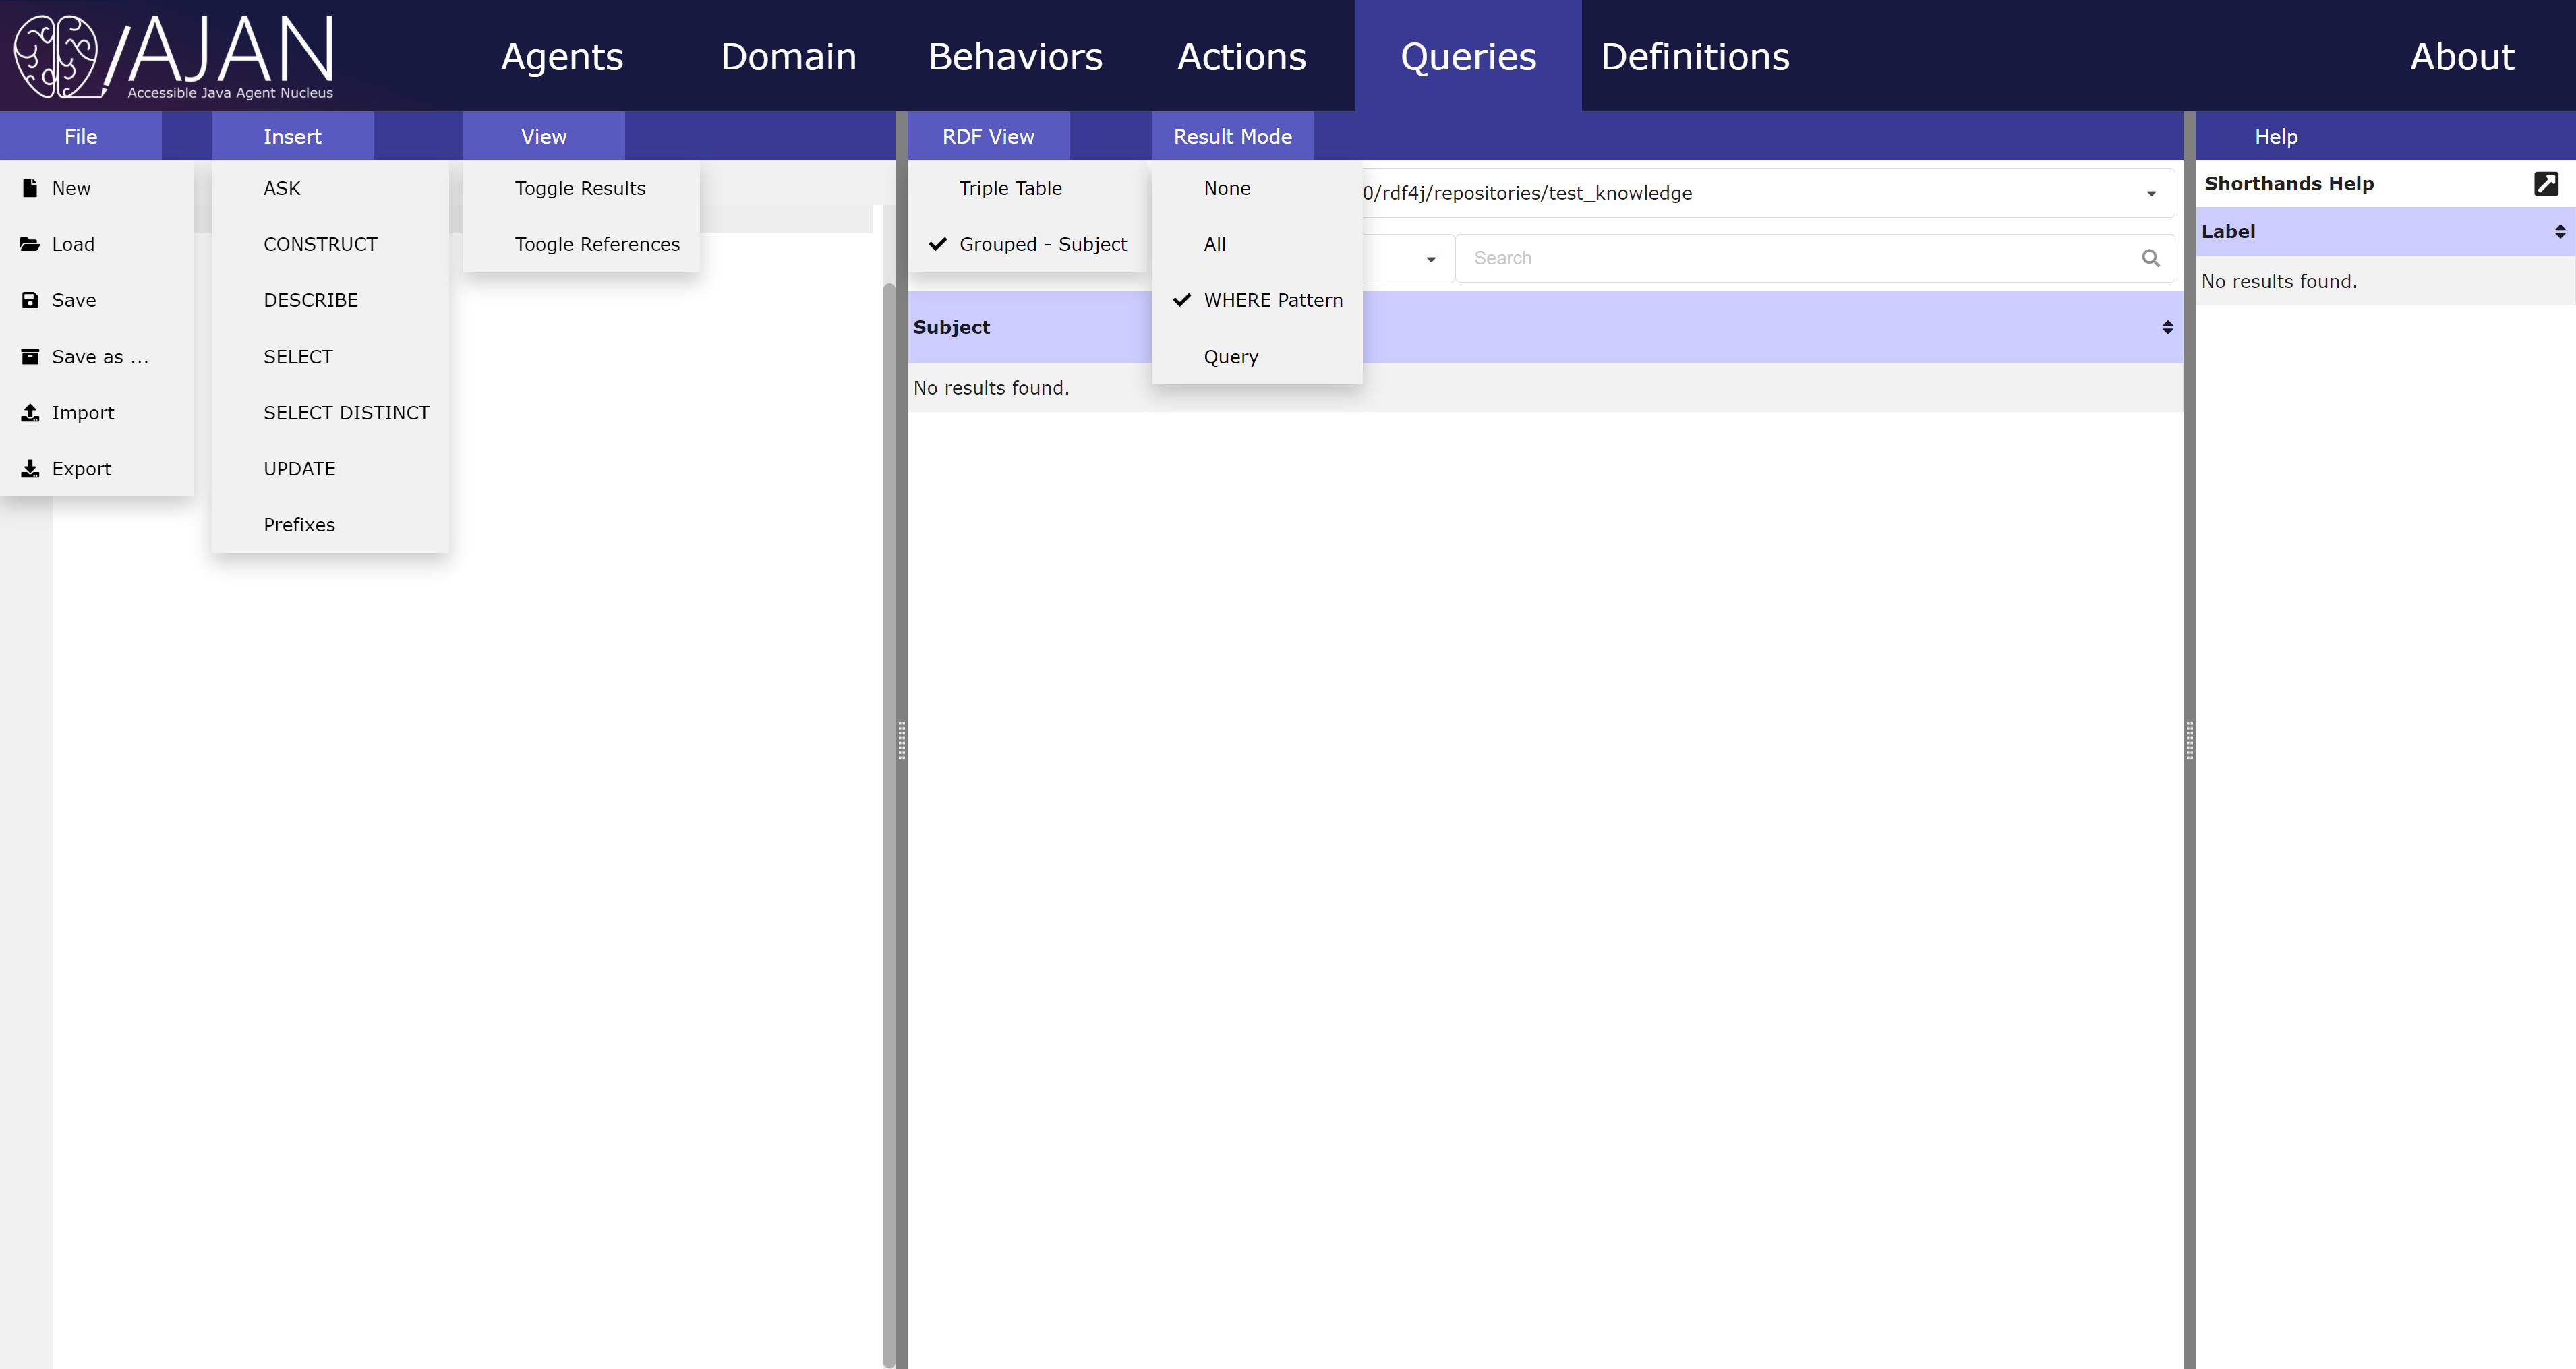 AJAN
Accessible Java Agent Nucleus
Agents
Domain
Behaviors
Actions
Queries
Definitions
About
File
Insert
View
RDF View
Result Mode
Help
New
Load
Save
Save as ...
Import
Export
ASK
CONSTRUCT
DESCRIBE
SELECT
SELECT DISTINCT
UPDATE
Prefixes
Toggle Results
Toogle References
Triple Table
Grouped - Subject
None
All
WHERE Pattern
Query
0/rdf4j/repositories/test_knowledge
Search
Subject
No results found.
Shorthands Help
Label
No results found.